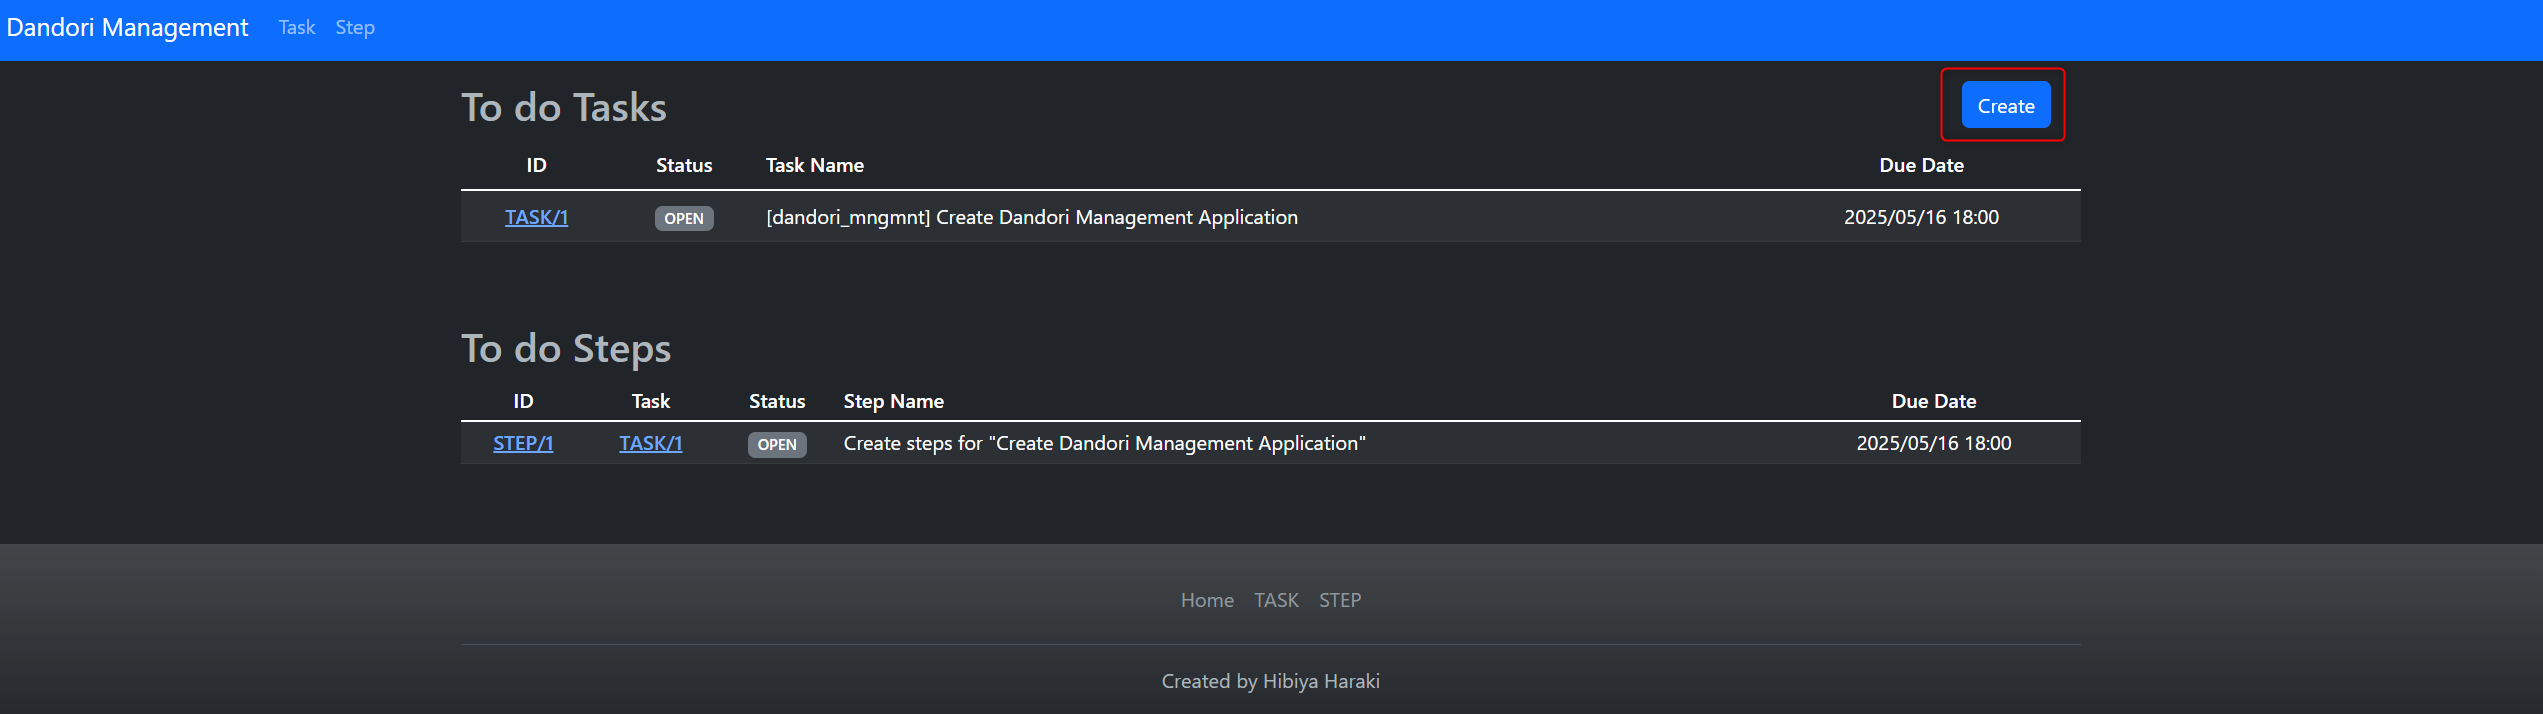 Dandori Management Task Step
To do Tasks Create
ID Status Task Name Due Date
TASK/1 OPEN [dandori_mngmnt] Create Dandori Management Application 2025/05/16 18:00
To do Steps
ID Task Status Step Name Due Date
STEP/1 TASK/1 OPEN Create steps for "Create Dandori Management Application" 2025/05/16 18:00
Home TASK STEP
Created by Hibiya Haraki